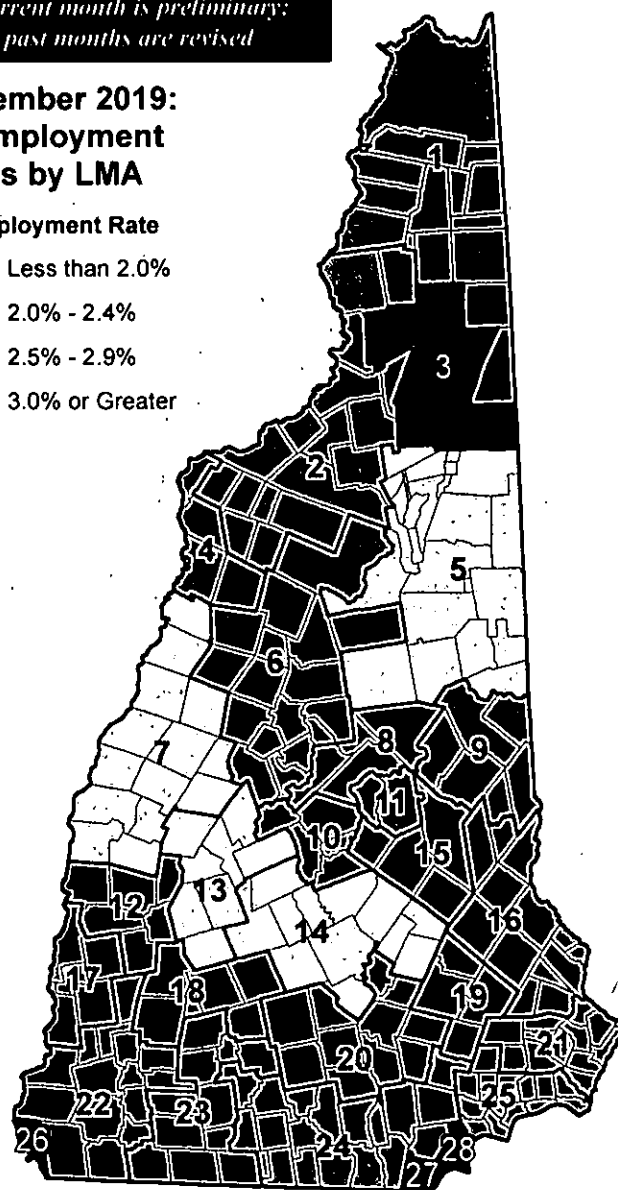 rrent month is preliminary;
past months are revised
ember 2019:
mployment
s by LMA
ployment Rate
Less than 2.0%
2.0% - 2.4%
2.5% - 2.9%
3.0% or Greater
1
3
2
4
5
6
7
8
9
11
10
15
13
12
14
16
17
18
19
20
21
22
23
25
26
24
27
28